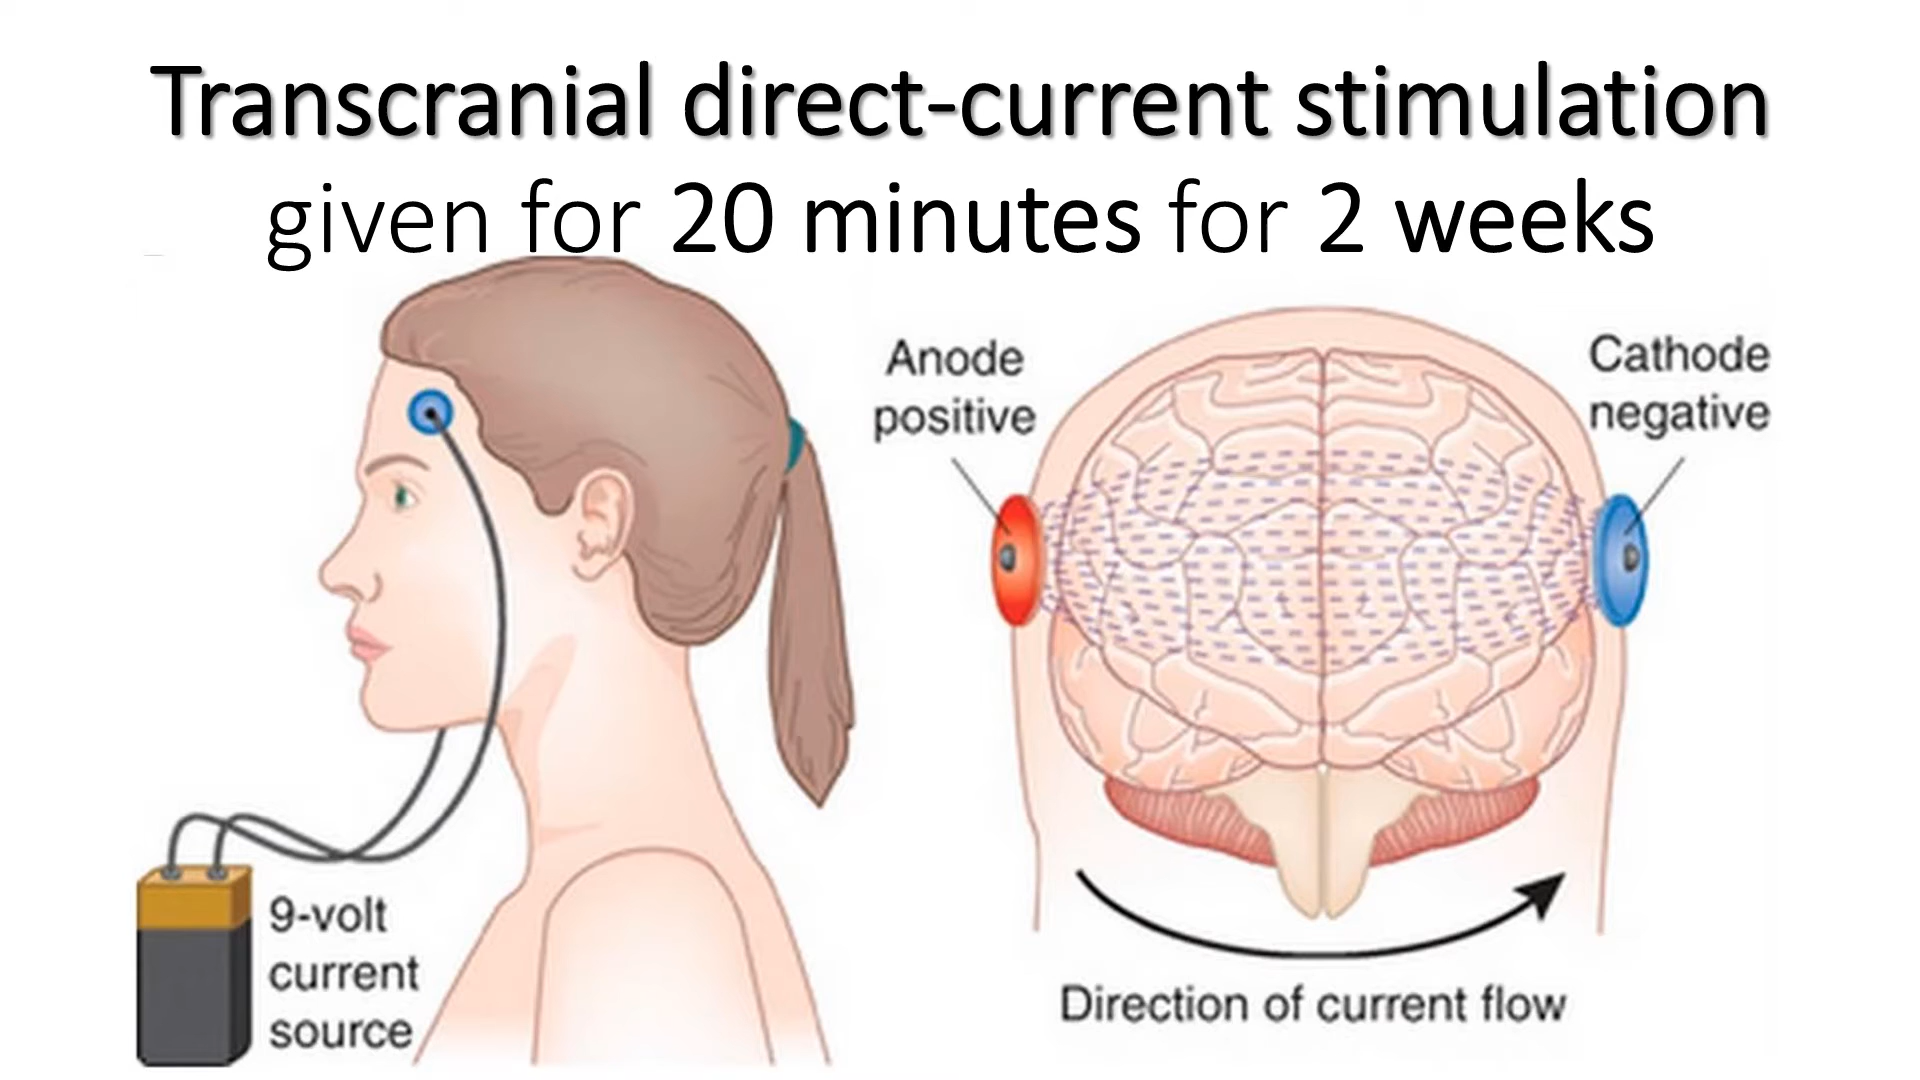 Transcranial direct-current stimulation
given for 20 minutes for 2 weeks
Anode
positive
Cathode
negative
9-volt
current
source
Direction of current flow